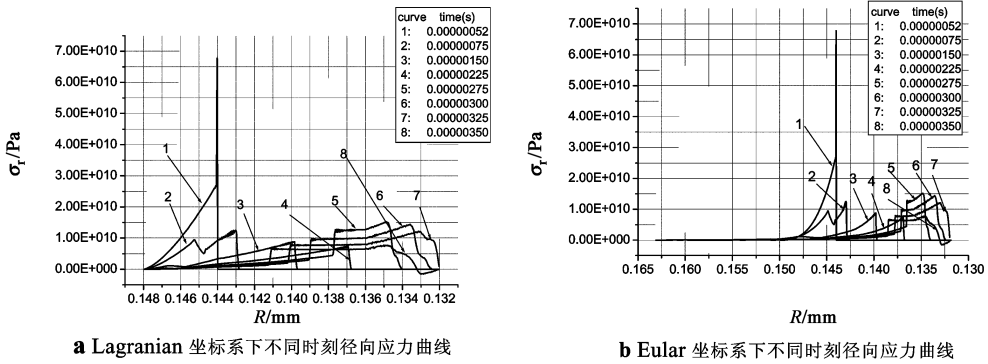 curve time(s)
1: 0.00000052
2: 0.00000075
3: 0.00000150
4: 0.00000225
5: 0.00000275
6: 0.00000300
7: 0.00000325
8: 0.00000350
7.00E+010
6.00E+010
5.00E+010
4.00E+010
3.00E+010
2.00E+010
1.00E+010
0.00E+000
σr/Pa
1
2
3
4
5
8
6
7
0.148 0.146 0.144 0.142 0.140 0.138 0.136 0.134 0.132
R/mm
a Lagranian 坐标系下不同时刻径向应力曲线
curve time(s)
1: 0.00000052
2: 0.00000075
3: 0.00000150
4: 0.00000225
5: 0.00000275
6: 0.00000300
7: 0.00000325
8: 0.00000350
7.00E+010
6.00E+010
5.00E+010
4.00E+010
3.00E+010
2.00E+010
1.00E+010
0.00E+000
σr/Pa
1
2
3
4
5
8
6
7
0.165 0.160 0.155 0.150 0.145 0.140 0.135 0.130
R/mm
b Eular 坐标系下不同时刻径向应力曲线